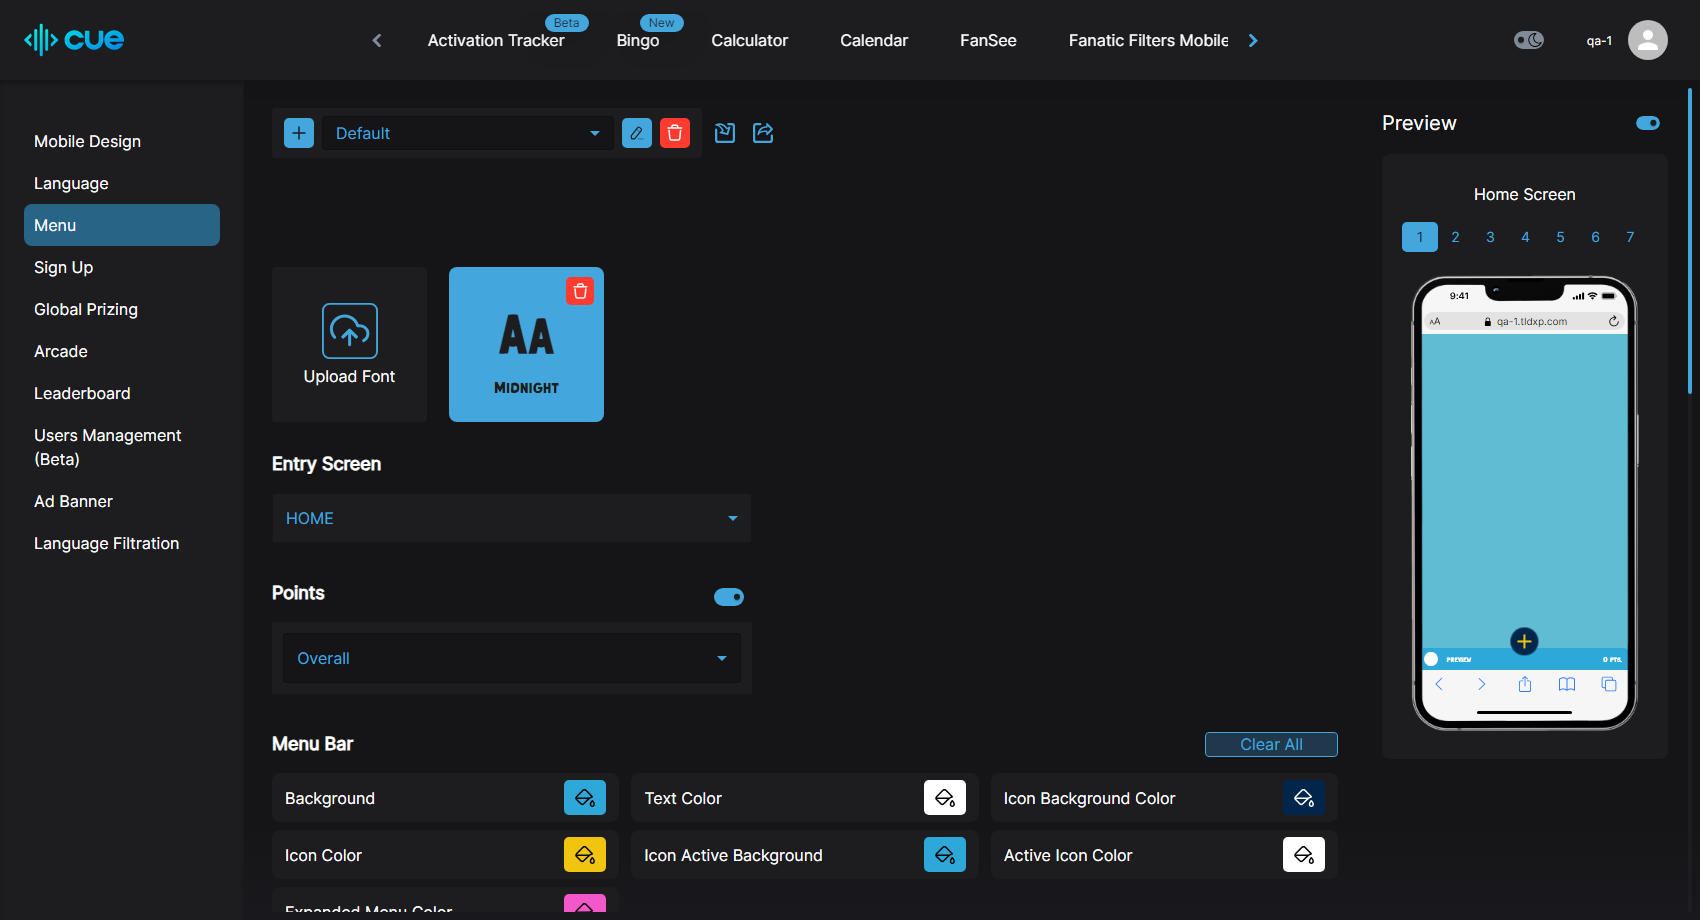 cue
Activation Tracker
Beta
Bingo
New
Calculator
Calendar
FanSee
Fanatic Filters Mobile
qa-1
Mobile Design
Language
Menu
Sign Up
Global Prizing
Arcade
Leaderboard
Users Management
(Beta)
Ad Banner
Language Filtration
Default
Upload Font
AA
MIDNIGHT
Entry Screen
HOME
Points
Overall
Menu Bar
Clear All
Background
Text Color
Icon Background Color
Icon Color
Icon Active Background
Active Icon Color
Expanded Menu Color
Preview
Home Screen
1 2 3 4 5 6 7
9:41
AA qa-1.tldxp.com
PREVIEW
0 PTS.